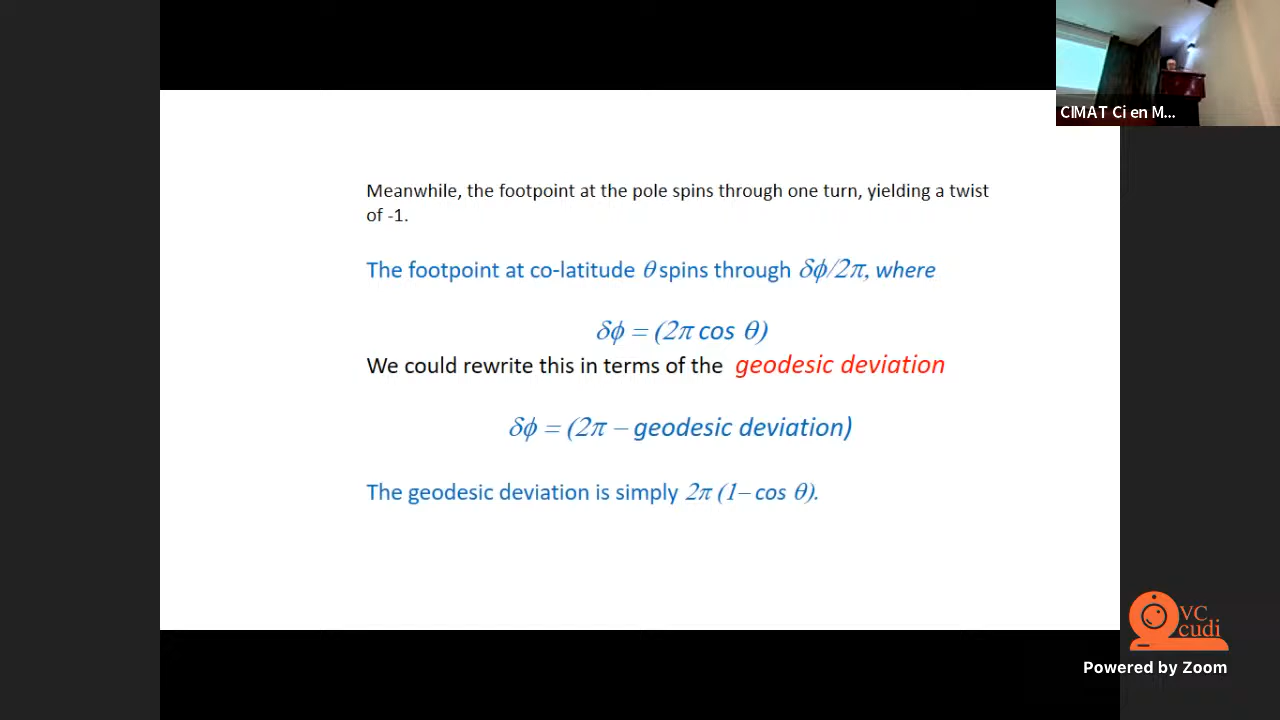 CIMAT Ci en M...
Meanwhile, the footpoint at the pole spins through one turn, yielding a twist
of -1.
The footpoint at co-latitude θ spins through δϕ/2π, where
δϕ = (2π cos θ)
We could rewrite this in terms of the geodesic deviation
δϕ = (2π – geodesic deviation)
The geodesic deviation is simply 2π (1– cos θ).
VC
cudi
Powered by Zoom